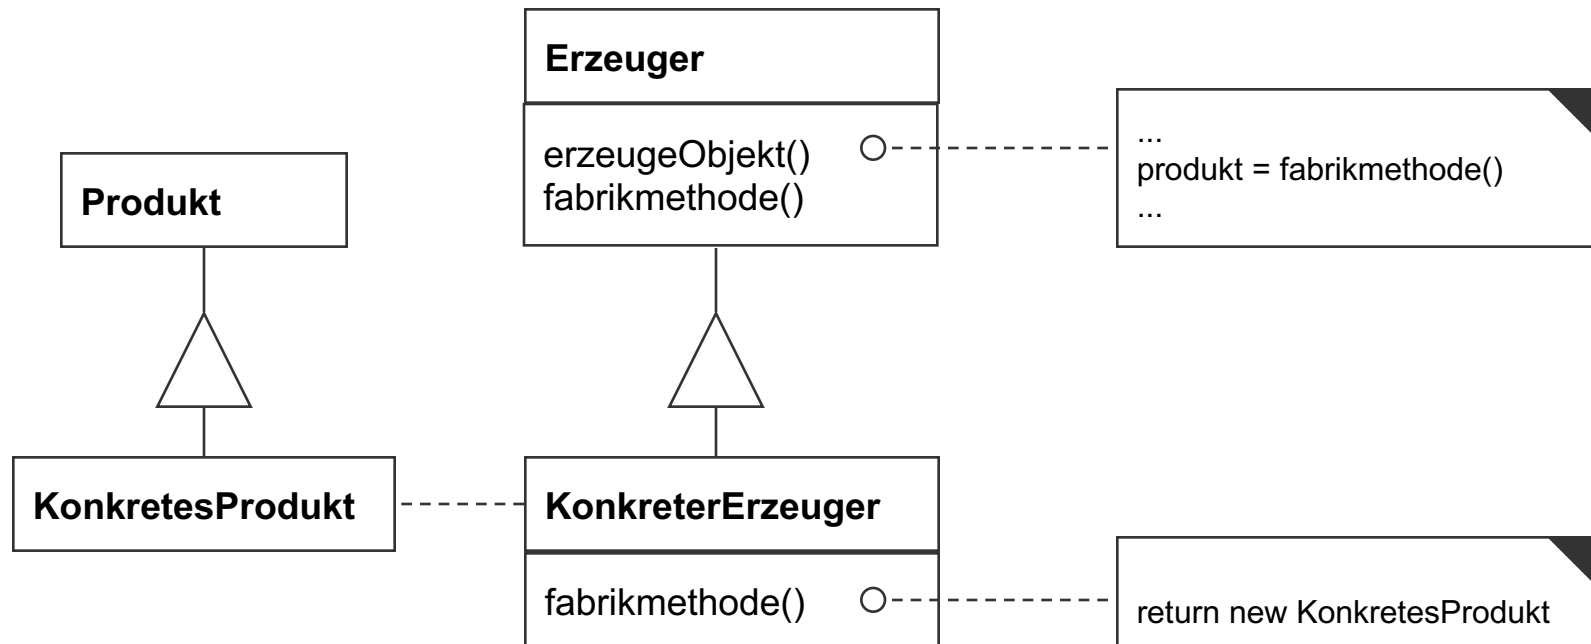 Erzeuger
erzeugeObjekt()
fabrikmethode()
...
produkt = fabrikmethode()
...
Produkt
KonkretesProdukt
KonkreterErzeuger
fabrikmethode()
return new KonkretesProdukt